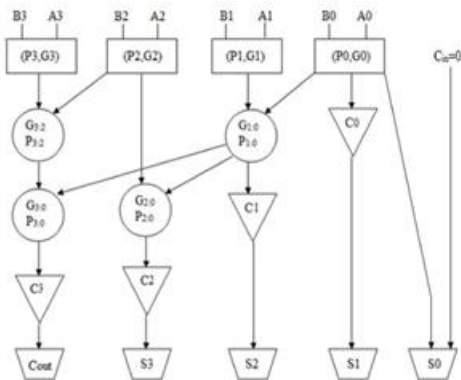 B3 A3 B2 A2 B1 A1 B0 A0
(P3,G3) (P2,G2) (P1,G1) (P0,G0) Cin=0
G3:2 G1:0 C0
P3:2 P1:0
G3:0 G2:0 C1
P3:0 P2:0
C3 C2
Cout S3 S2 S1 S0